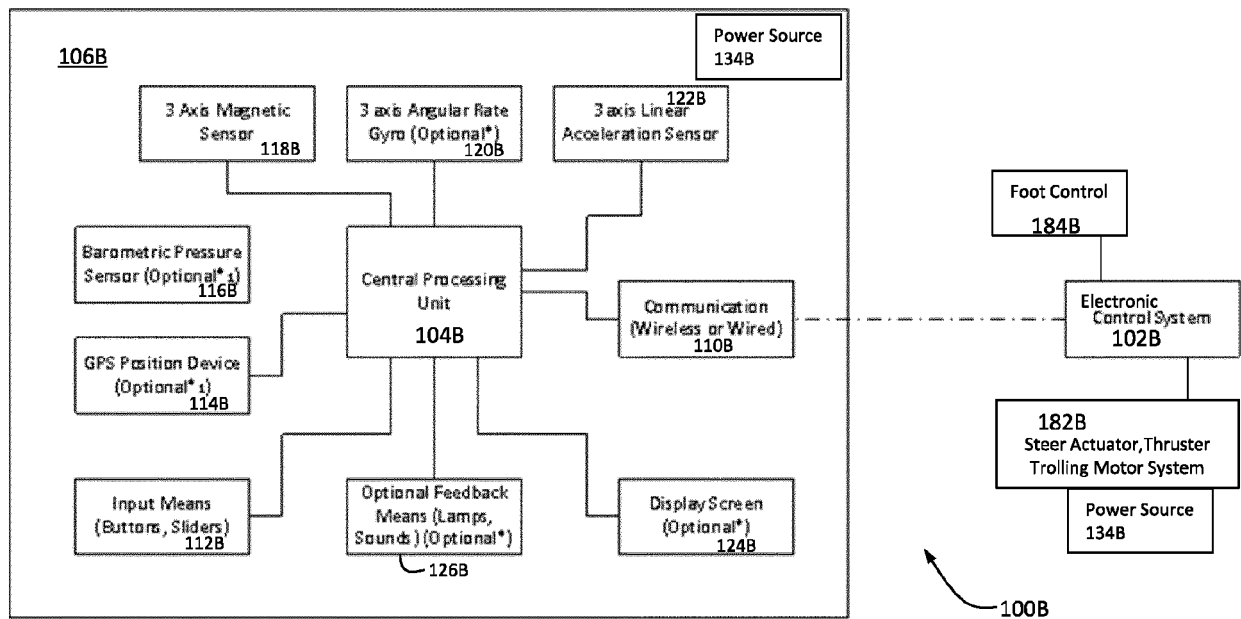 106B
Power Source
134B
3 Axis Magnetic
Sensor
118B
3 axis Angular Rate
Gyro (Optional*)
120B
122B
3 axis Linear
Acceleration Sensor
Barometric Pressure
Sensor (Optional* 1)
116B
Central Processing
Unit
104B
Communication
(Wireless or Wired)
110B
GPS Position Device
(Optional* 1)
114B
Input Means
(Buttons, Sliders)
112B
Optional Feedback
Means (Lamps,
Sounds) (Optional*)
126B
Display Screen
(Optional*)
124B
Foot Control
184B
Electronic
Control System
102B
182B
Steer Actuator,Thruster
Trolling Motor System
Power Source
134B
100B